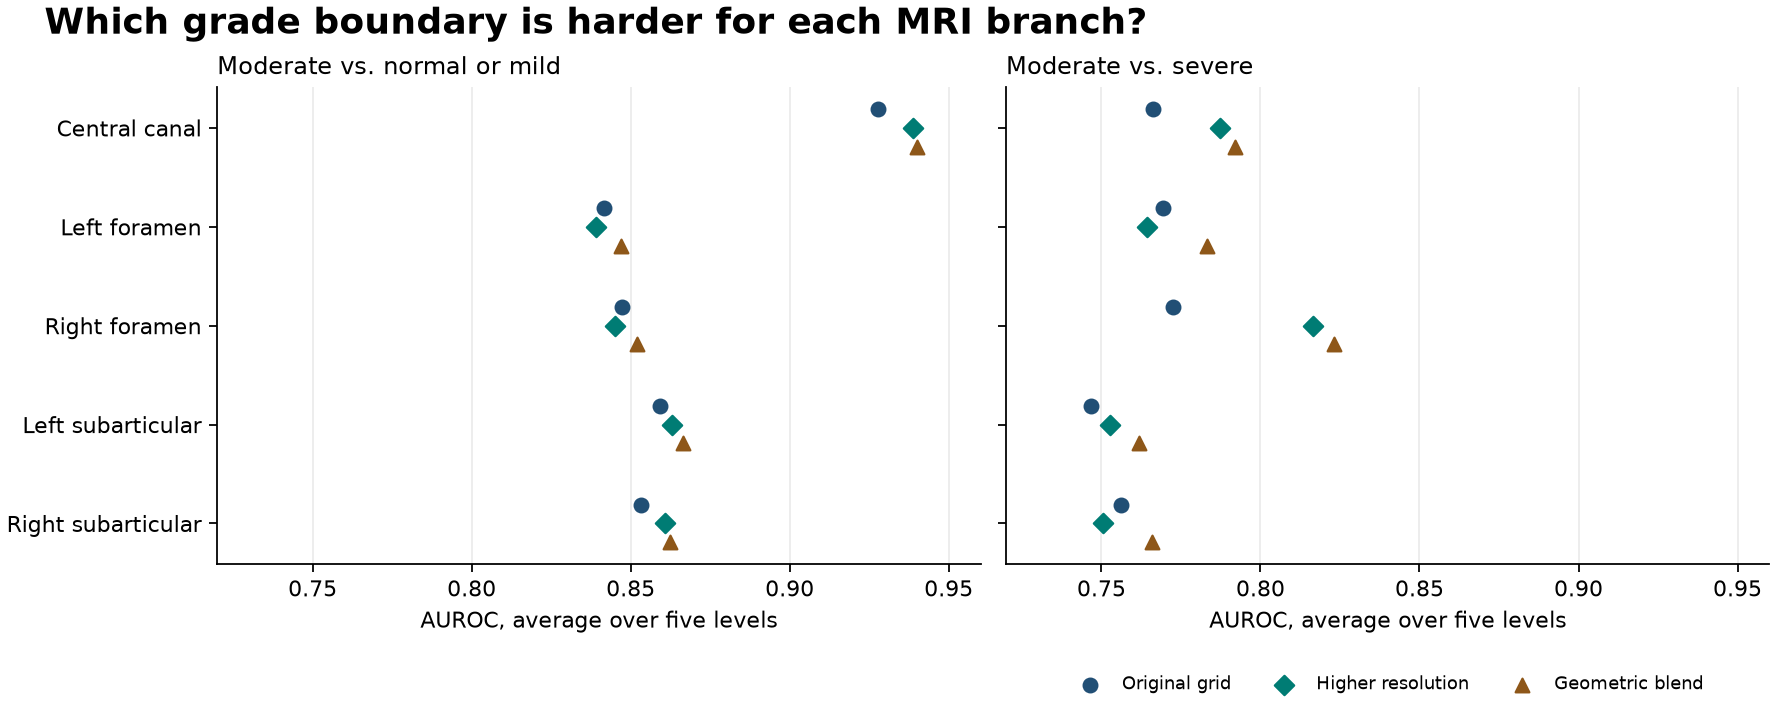 Which grade boundary is harder for each MRI branch?
Moderate vs. normal or mild
Moderate vs. severe
Central canal
Left foramen
Right foramen
Left subarticular
Right subarticular
0.75 0.80 0.85 0.90 0.95
0.75 0.80 0.85 0.90 0.95
AUROC, average over five levels
AUROC, average over five levels
Original grid
Higher resolution
Geometric blend